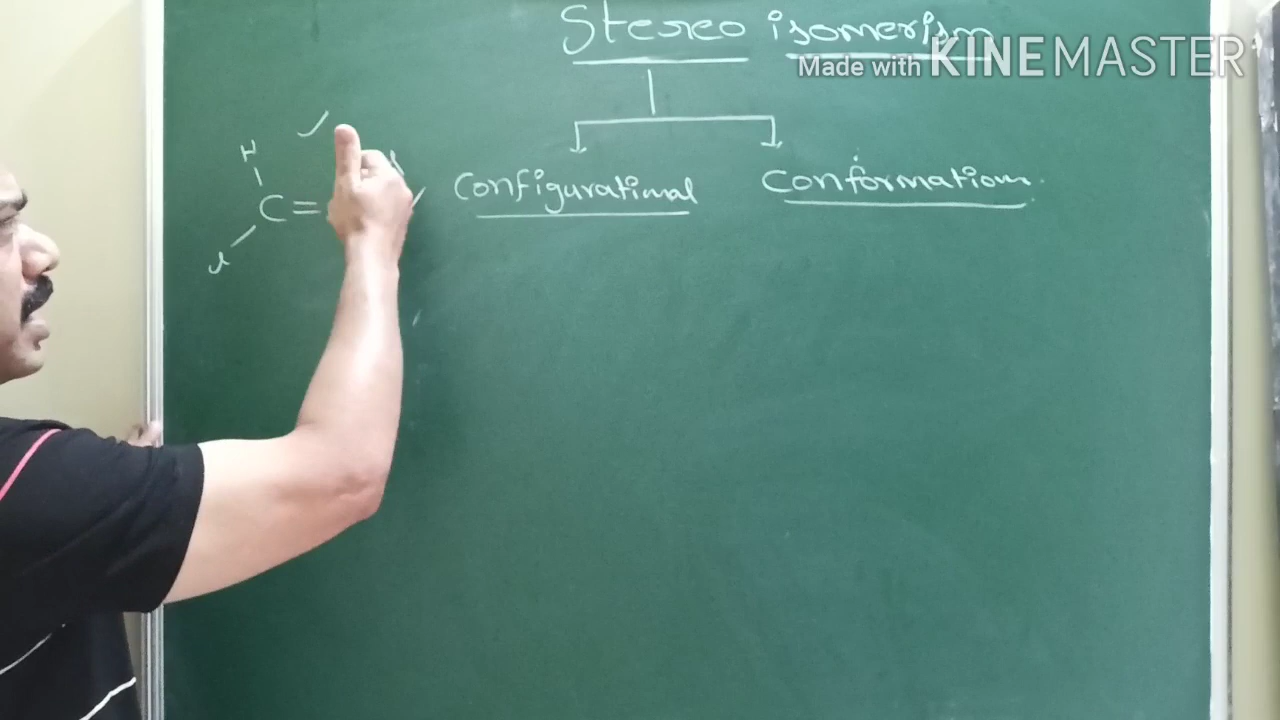 Stereo isomerism
Made with KINEMASTER
Configurational
Conformation
H
C=